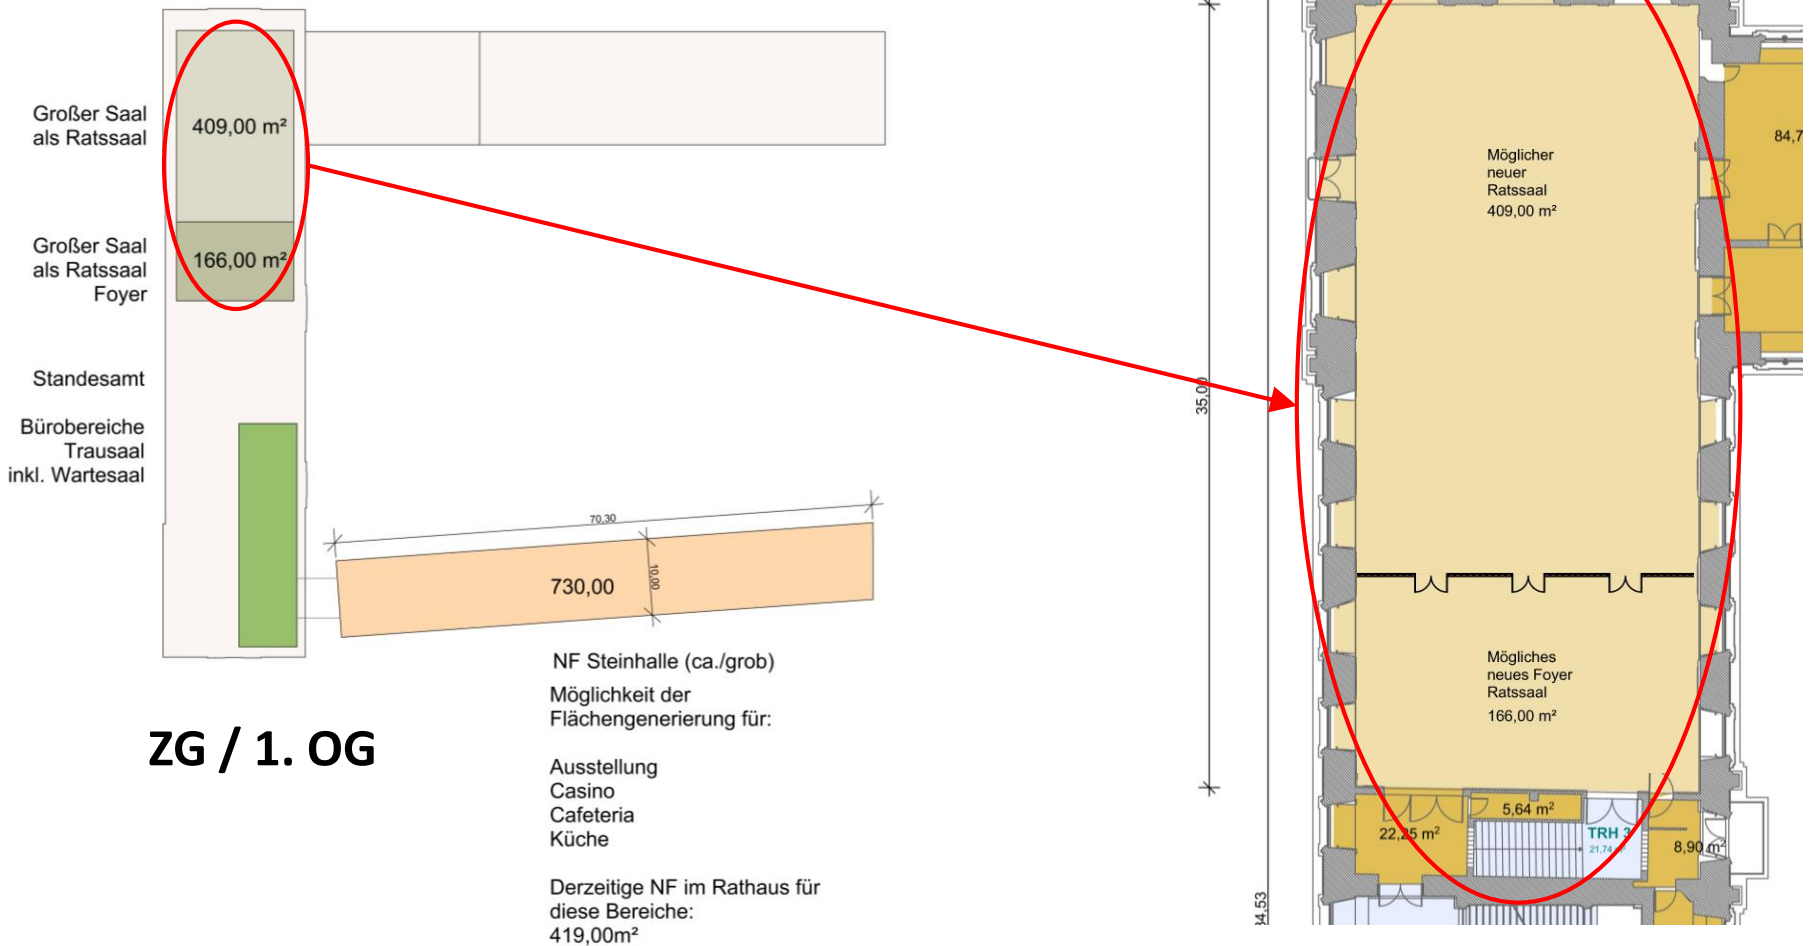 Großer Saal
als Ratssaal
409,00 m²
Großer Saal
als Ratssaal
Foyer
166,00 m²
Standesamt
Bürobereiche
Trausaal
inkl. Wartesaal
70,30
10,00
730,00
NF Steinhalle (ca./grob)
Möglichkeit der
Flächengenerierung für:
Ausstellung
Casino
Cafeteria
Küche
Derzeitige NF im Rathaus für
diese Bereiche:
419,00m²
ZG / 1. OG
35,00
Möglicher
neuer
Ratssaal
409,00 m²
84,7
Mögliches
neues Foyer
Ratssaal
166,00 m²
5,64 m²
22,25 m²
TRH 3
21,74 m²
8,90 m²
34,53